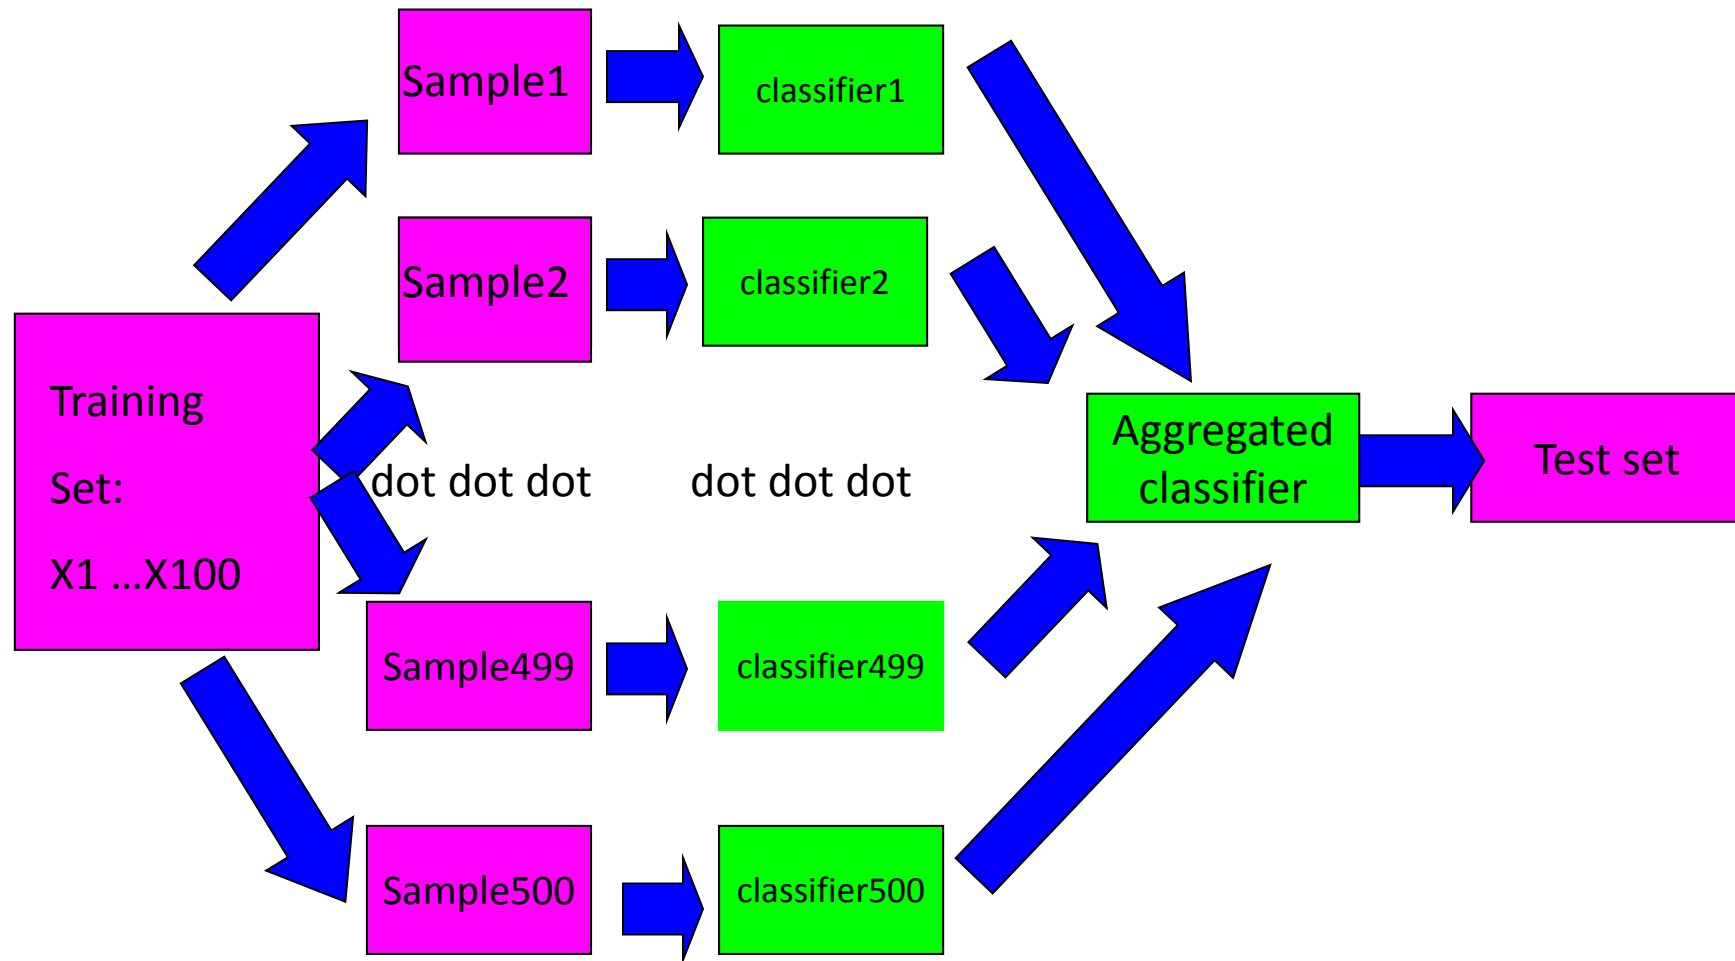 Sample1
classifier1
Sample2
classifier2
Training
Set:
X1 ...X100
dot dot dot
dot dot dot
Aggregated
classifier
Test set
Sample499
classifier499
Sample500
classifier500